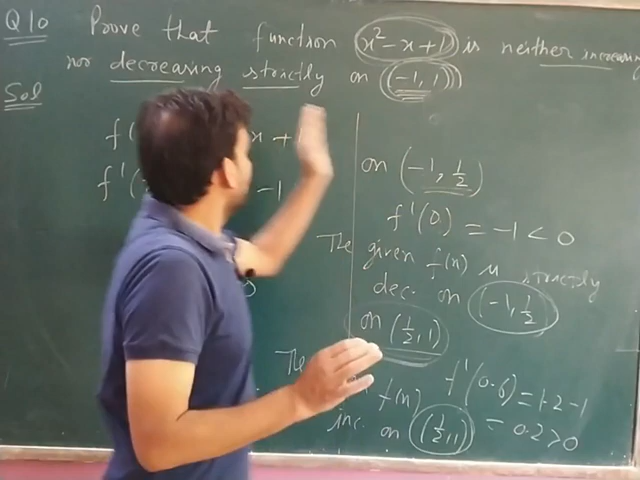 Q10 Prove that function x² - x + 1 is neither increasing
nor decreasing strictly on (-1, 1)
Sol
f( x +
f'( -1
on (-1, 1/2)
f'(0) = -1 < 0
The given f(x) is strictly
dec. on (-1, 1/2)
on (1/2, 1)
The f(x) f'(0.6) = 1.2 - 1
inc. on (1/2, 1) = 0.2 > 0